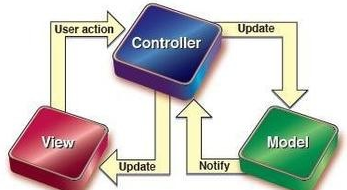 User action
Controller
Update
View
Update
Notify
Model